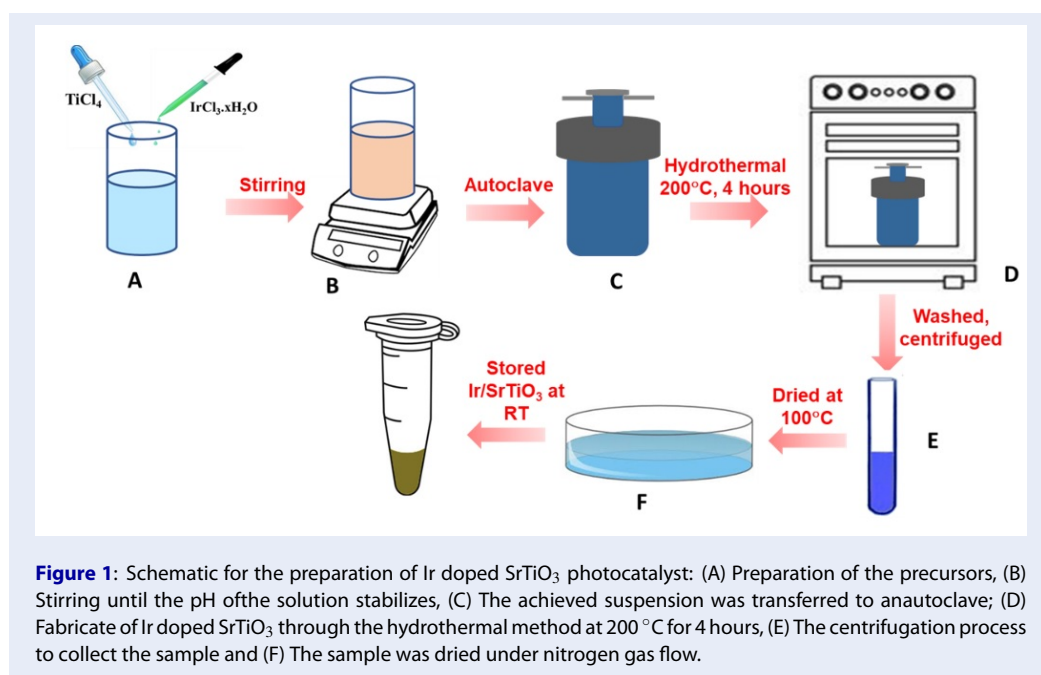 TiCl₄
IrCl₃.xH₂O
Stirring
Autoclave
Hydrothermal
200°C, 4 hours
A
B
C
D
Washed,
centrifuged
Stored
Ir/SrTiO₃ at
RT
Dried at
100°C
E
F
Figure 1: Schematic for the preparation of Ir doped SrTiO₃ photocatalyst: (A) Preparation of the precursors, (B)
Stirring until the pH ofthe solution stabilizes, (C) The achieved suspension was transferred to anautoclave; (D)
Fabricate of Ir doped SrTiO₃ through the hydrothermal method at 200 °C for 4 hours, (E) The centrifugation process
to collect the sample and (F) The sample was dried under nitrogen gas flow.